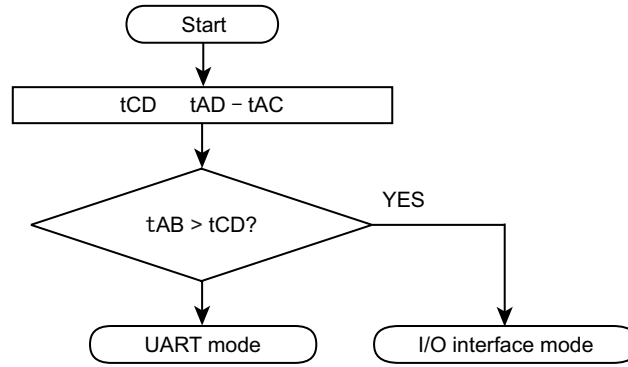 Start
tCD tAD − tAC
tAB > tCD?
YES
UART mode
I/O interface mode